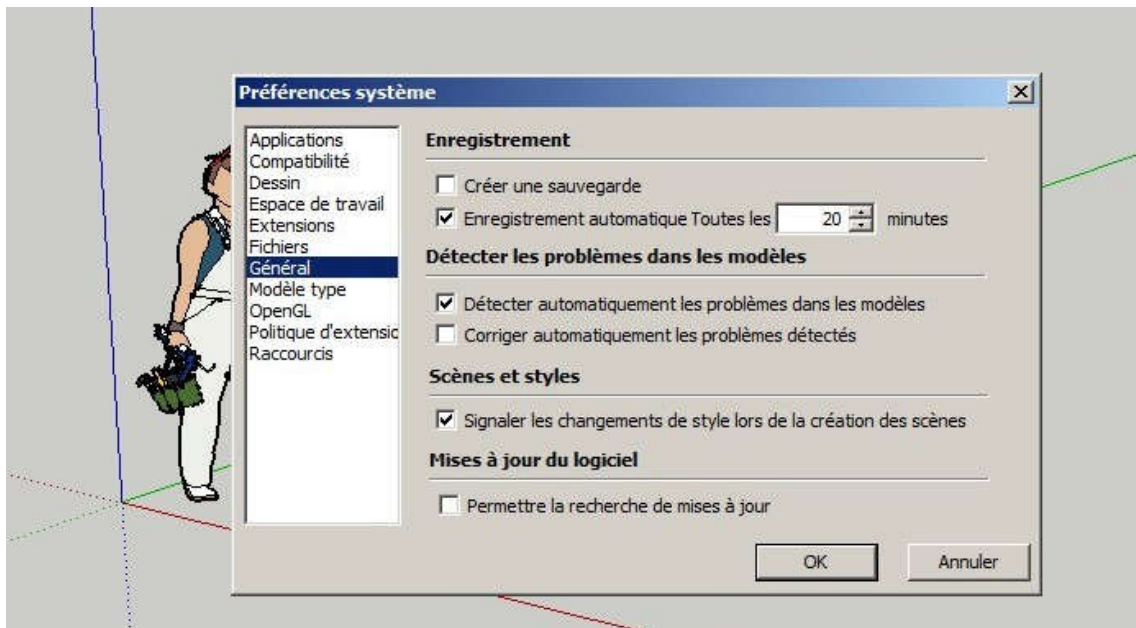 Préférences système
Applications
Compatibilité
Dessin
Espace de travail
Extensions
Fichiers
Général
Modèle type
OpenGL
Politique d'extensio
Raccourcis
Enregistrement
Créer une sauvegarde
Enregistrement automatique Toutes les 20 minutes
Détecter les problèmes dans les modèles
Détecter automatiquement les problèmes dans les modèles
Corriger automatiquement les problèmes détectés
Scènes et styles
Signaler les changements de style lors de la création des scènes
Mises à jour du logiciel
Permettre la recherche de mises à jour
OK Annuler